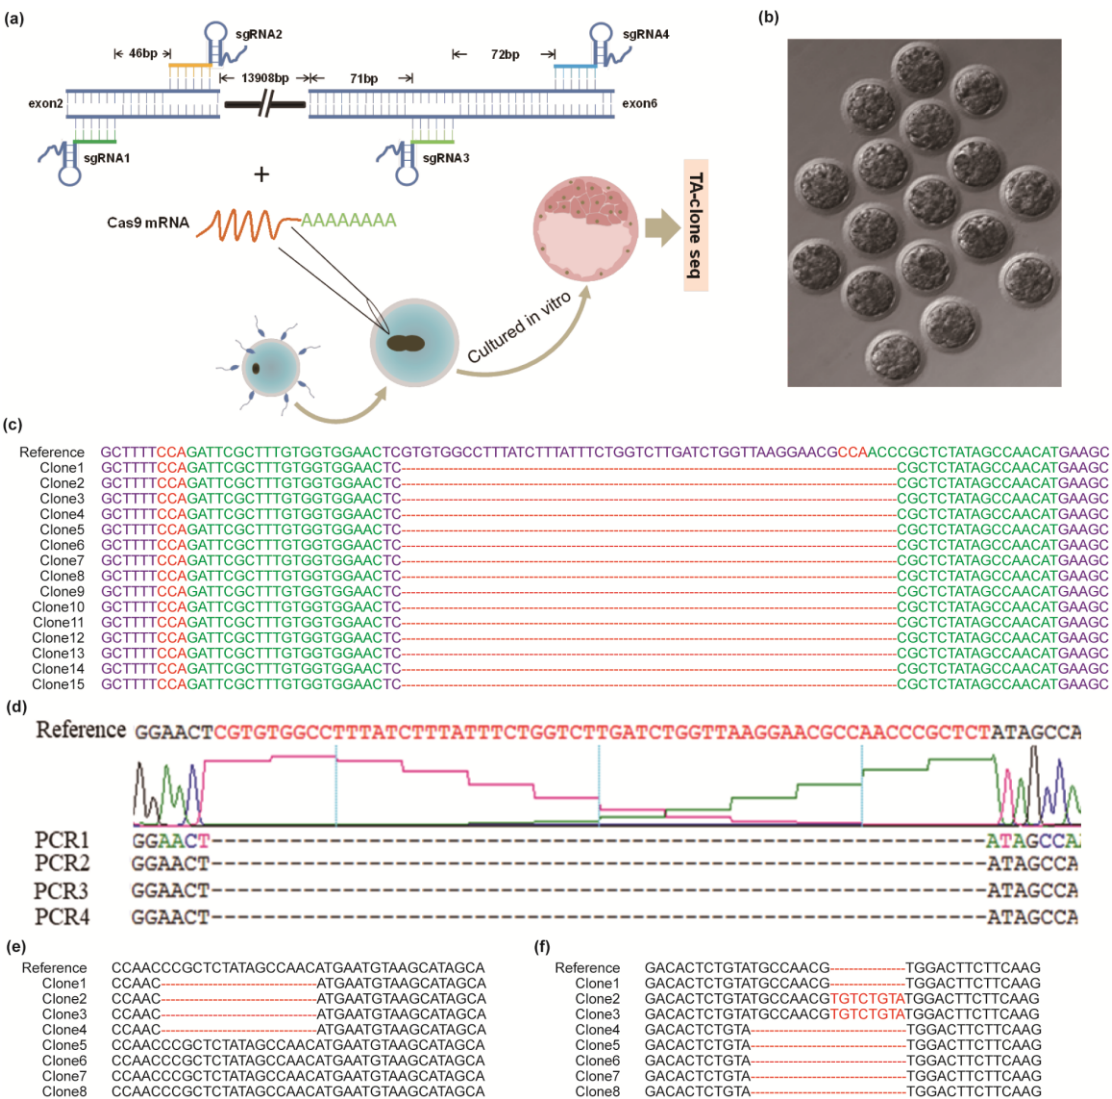 (a)
sgRNA2
sgRNA4
46bp
72bp
13908bp
71bp
exon2
exon6
sgRNA1
sgRNA3
+
Cas9 mRNA
AAAAAAAA
Cultured in vitro
TA-clone seq
(b)
(c)
Reference GCTTTTCCAGATTCGCTTTGTGGTGGAACTCGTGTGGCCTTTATCTTTATTTCTGGTCTTGATCTGGTTAAGGAACGCCAACCCGCTCTATAGCCAACATGAAGC
Clone1 GCTTTTCCAGATTCGCTTTGTGGTGGAACTC----------------------------------------------------CGCTCTATAGCCAACATGAAGC
Clone2 GCTTTTCCAGATTCGCTTTGTGGTGGAACTC----------------------------------------------------CGCTCTATAGCCAACATGAAGC
Clone3 GCTTTTCCAGATTCGCTTTGTGGTGGAACTC----------------------------------------------------CGCTCTATAGCCAACATGAAGC
Clone4 GCTTTTCCAGATTCGCTTTGTGGTGGAACTC----------------------------------------------------CGCTCTATAGCCAACATGAAGC
Clone5 GCTTTTCCAGATTCGCTTTGTGGTGGAACTC----------------------------------------------------CGCTCTATAGCCAACATGAAGC
Clone6 GCTTTTCCAGATTCGCTTTGTGGTGGAACTC----------------------------------------------------CGCTCTATAGCCAACATGAAGC
Clone7 GCTTTTCCAGATTCGCTTTGTGGTGGAACTC----------------------------------------------------CGCTCTATAGCCAACATGAAGC
Clone8 GCTTTTCCAGATTCGCTTTGTGGTGGAACTC----------------------------------------------------CGCTCTATAGCCAACATGAAGC
Clone9 GCTTTTCCAGATTCGCTTTGTGGTGGAACTC----------------------------------------------------CGCTCTATAGCCAACATGAAGC
Clone10 GCTTTTCCAGATTCGCTTTGTGGTGGAACTC----------------------------------------------------CGCTCTATAGCCAACATGAAGC
Clone11 GCTTTTCCAGATTCGCTTTGTGGTGGAACTC----------------------------------------------------CGCTCTATAGCCAACATGAAGC
Clone12 GCTTTTCCAGATTCGCTTTGTGGTGGAACTC----------------------------------------------------CGCTCTATAGCCAACATGAAGC
Clone13 GCTTTTCCAGATTCGCTTTGTGGTGGAACTC----------------------------------------------------CGCTCTATAGCCAACATGAAGC
Clone14 GCTTTTCCAGATTCGCTTTGTGGTGGAACTC----------------------------------------------------CGCTCTATAGCCAACATGAAGC
Clone15 GCTTTTCCAGATTCGCTTTGTGGTGGAACTC----------------------------------------------------CGCTCTATAGCCAACATGAAGC
(d)
Reference GGAACTCGTGTGGCCTTTATCTTTATTTCTGGTCTTGATCTGGTTAAGGAACGCCAACCCGCTCTATAGCCA
PCR1 GGAACT-----------------------------------------------------------ATAGCCA
PCR2 GGAACT-----------------------------------------------------------ATAGCCA
PCR3 GGAACT-----------------------------------------------------------ATAGCCA
PCR4 GGAACT-----------------------------------------------------------ATAGCCA
(e)
Reference CCAACCCGCTCTATAGCCAACATGAATGTAAGCATAGCA
Clone1 CCAAC----------------ATGAATGTAAGCATAGCA
Clone2 CCAAC----------------ATGAATGTAAGCATAGCA
Clone3 CCAAC----------------ATGAATGTAAGCATAGCA
Clone4 CCAAC----------------ATGAATGTAAGCATAGCA
Clone5 CCAACCCGCTCTATAGCCAACATGAATGTAAGCATAGCA
Clone6 CCAACCCGCTCTATAGCCAACATGAATGTAAGCATAGCA
Clone7 CCAACCCGCTCTATAGCCAACATGAATGTAAGCATAGCA
Clone8 CCAACCCGCTCTATAGCCAACATGAATGTAAGCATAGCA
(f)
Reference GACACTCTGTATGCCAACG---------TGGACTTCTTCAAG
Clone1 GACACTCTGTATGCCAACG---------TGGACTTCTTCAAG
Clone2 GACACTCTGTATGCCAACGTGTCTGTATGGACTTCTTCAAG
Clone3 GACACTCTGTATGCCAACGTGTCTGTATGGACTTCTTCAAG
Clone4 GACACTCTGTA-----------------TGGACTTCTTCAAG
Clone5 GACACTCTGTA-----------------TGGACTTCTTCAAG
Clone6 GACACTCTGTA-----------------TGGACTTCTTCAAG
Clone7 GACACTCTGTA-----------------TGGACTTCTTCAAG
Clone8 GACACTCTGTA-----------------TGGACTTCTTCAAG